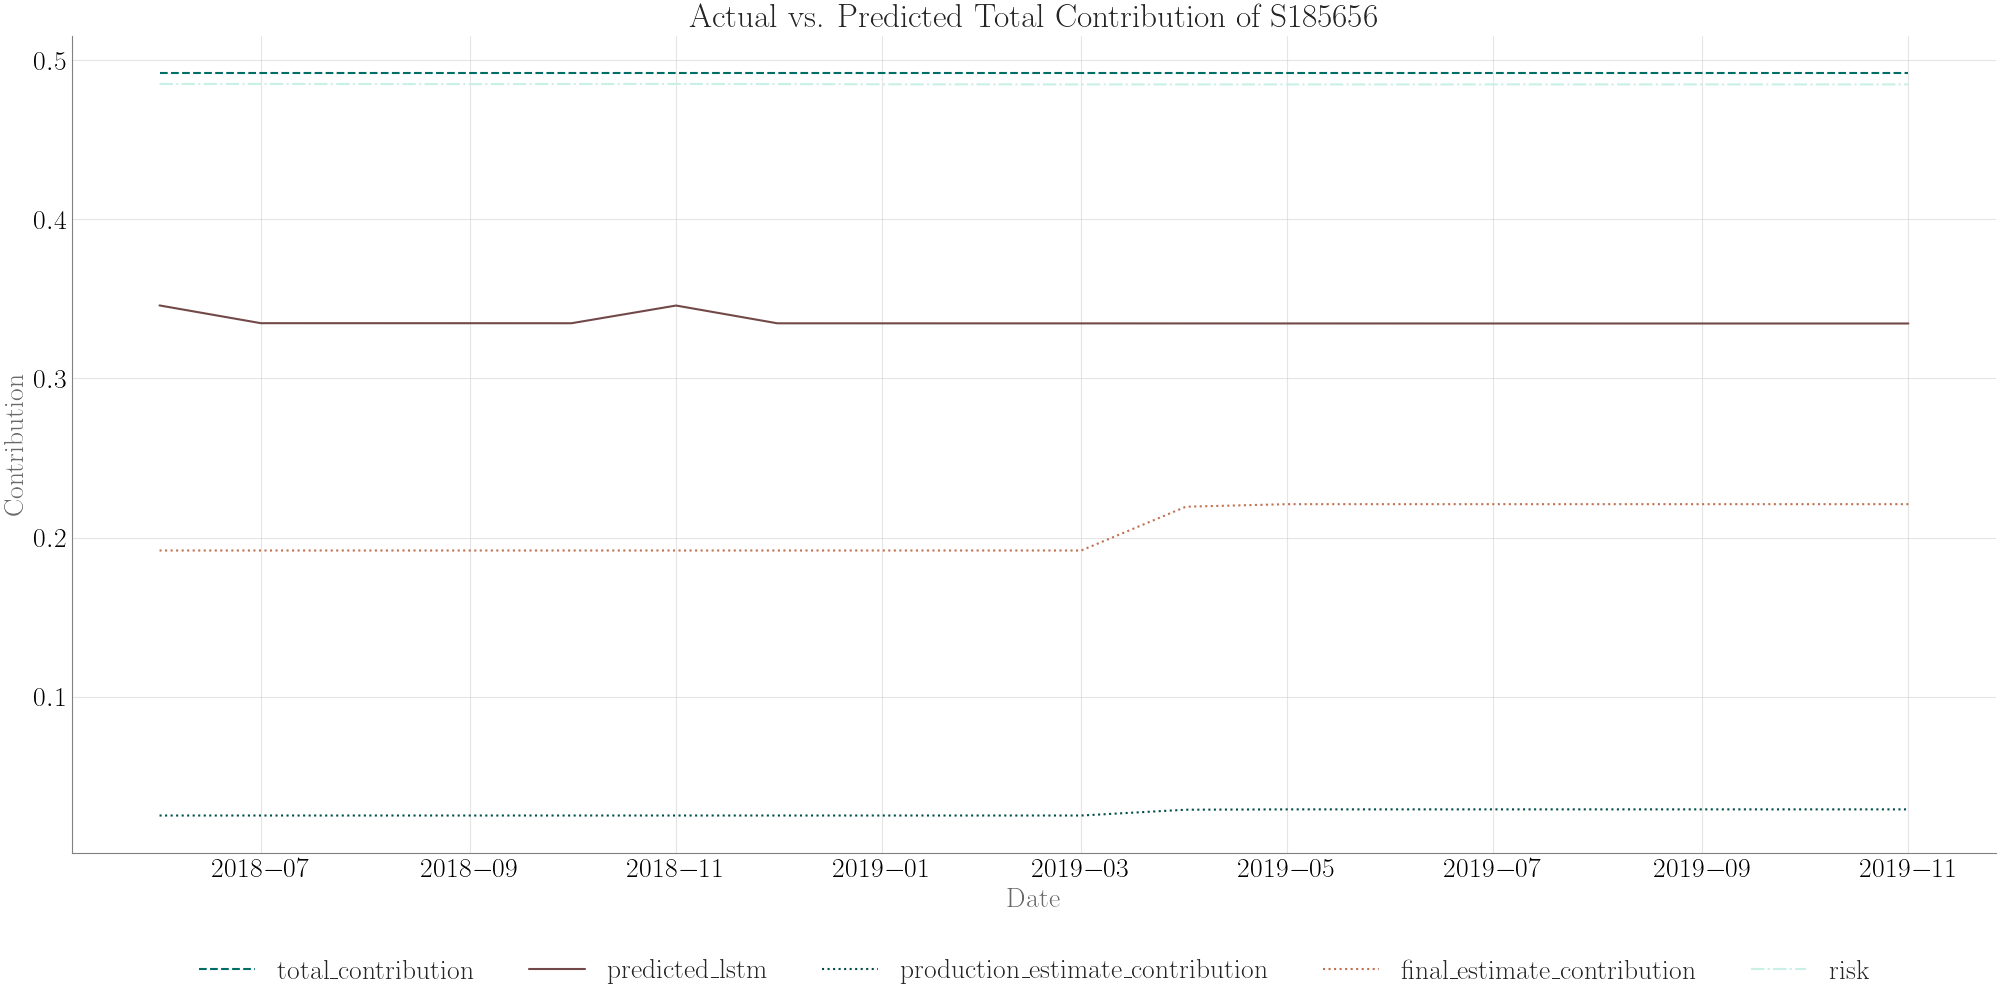 Actual vs. Predicted Total Contribution of S185656
0.5
0.4
0.3
0.2
0.1
Contribution
2018–07 2018–09 2018–11 2019–01 2019–03 2019–05 2019–07 2019–09 2019–11
Date
total_contribution predicted_lstm production_estimate_contribution final_estimate_contribution risk